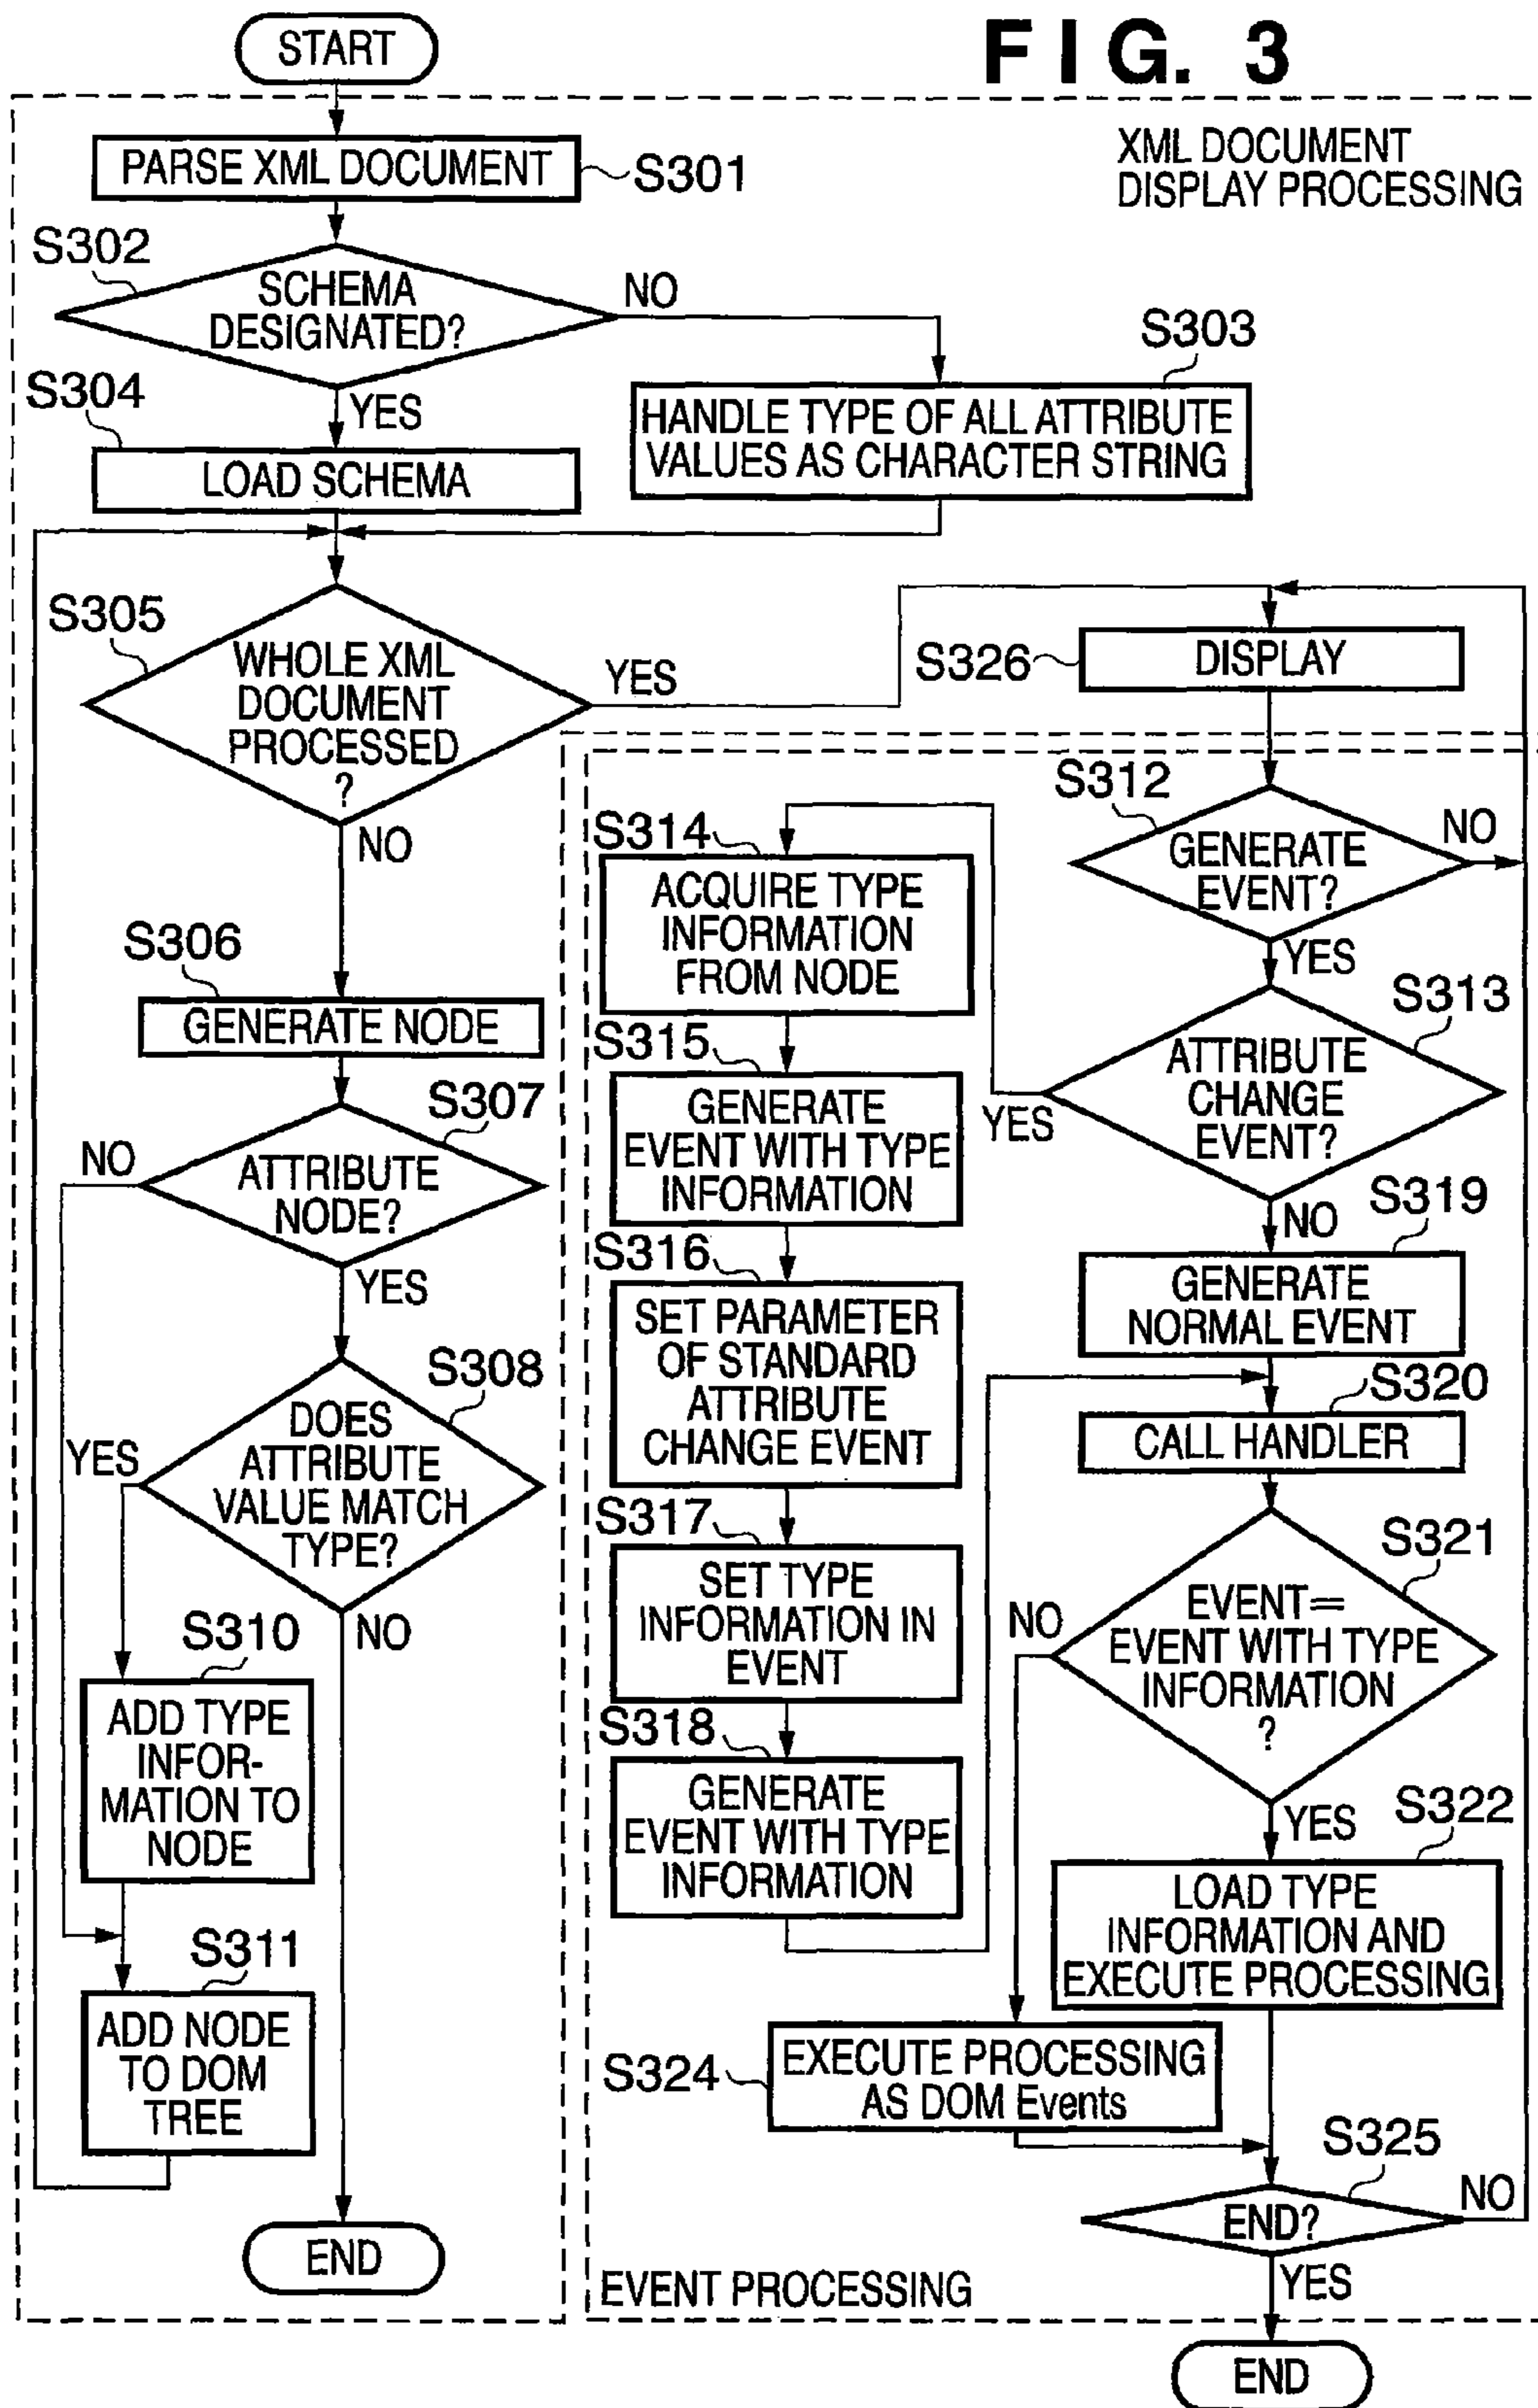 START
FIG. 3
XML DOCUMENT
DISPLAY PROCESSING
PARSE XML DOCUMENT
S301
S302
SCHEMA
DESIGNATED?
NO
YES
S303
HANDLE TYPE OF ALL ATTRIBUTE
VALUES AS CHARACTER STRING
S304
LOAD SCHEMA
S305
WHOLE XML
DOCUMENT
PROCESSED
?
YES
NO
S306
GENERATE NODE
S307
ATTRIBUTE
NODE?
NO
YES
S308
DOES
ATTRIBUTE
VALUE MATCH
TYPE?
YES
NO
S310
ADD TYPE
INFOR-
MATION TO
NODE
S311
ADD NODE
TO DOM
TREE
END
S326
DISPLAY
S312
GENERATE
EVENT?
NO
YES
S313
ATTRIBUTE
CHANGE
EVENT?
YES
NO
S314
ACQUIRE TYPE
INFORMATION
FROM NODE
S315
GENERATE
EVENT WITH TYPE
INFORMATION
S316
SET PARAMETER
OF STANDARD
ATTRIBUTE
CHANGE EVENT
S317
SET TYPE
INFORMATION IN
EVENT
S318
GENERATE
EVENT WITH TYPE
INFORMATION
S319
GENERATE
NORMAL EVENT
S320
CALL HANDLER
S321
EVENT=
EVENT WITH TYPE
INFORMATION
?
NO
YES
S322
LOAD TYPE
INFORMATION AND
EXECUTE PROCESSING
S324
EXECUTE PROCESSING
AS DOM Events
S325
END?
NO
YES
EVENT PROCESSING
END